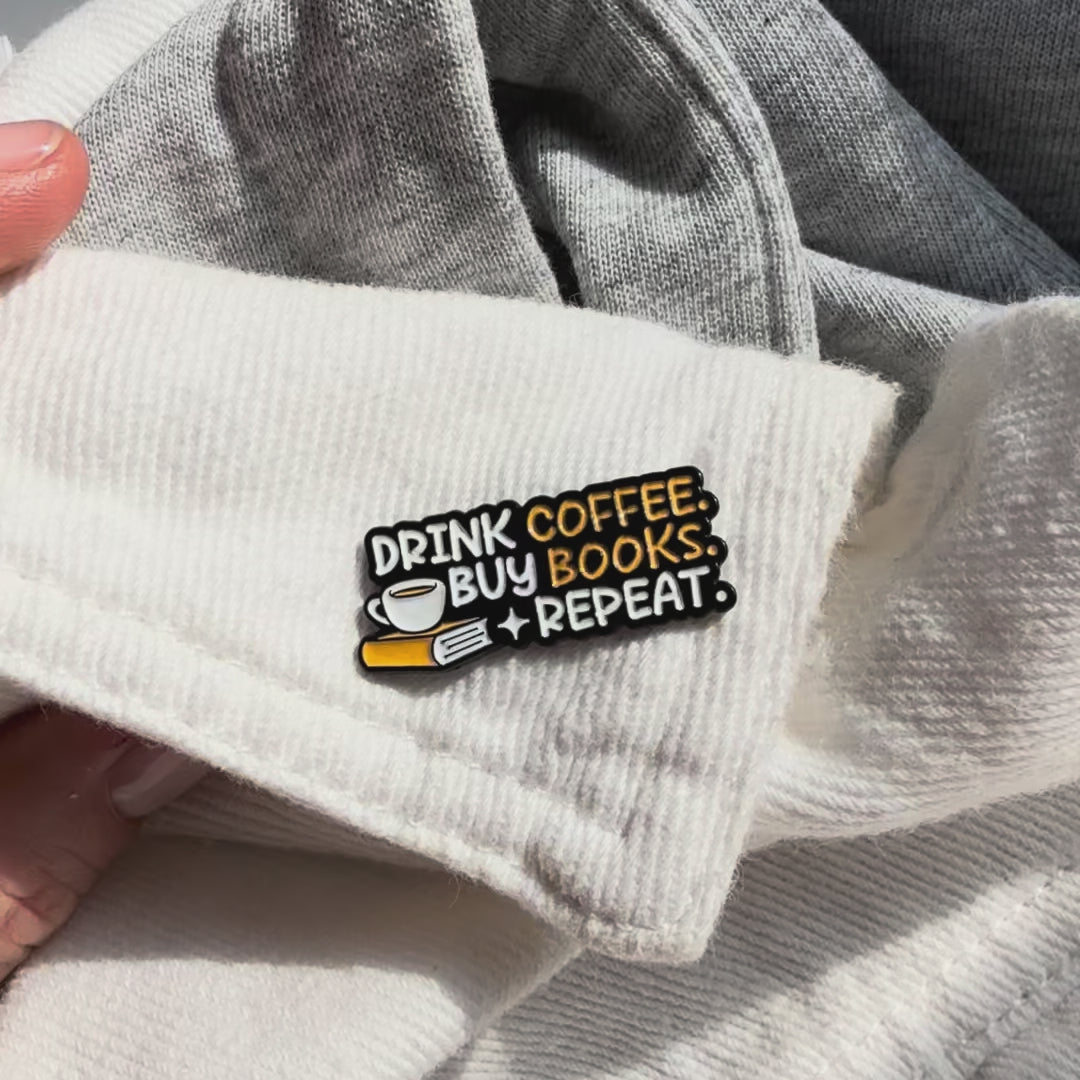 DRINK COFFEE.
BUY BOOKS.
REPEAT.